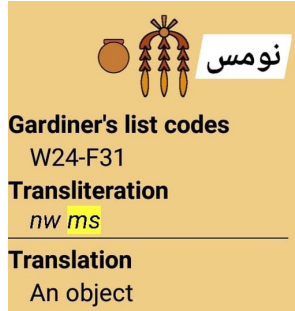 نومس
Gardiner's list codes
W24-F31
Transliteration
nw ms
Translation
An object